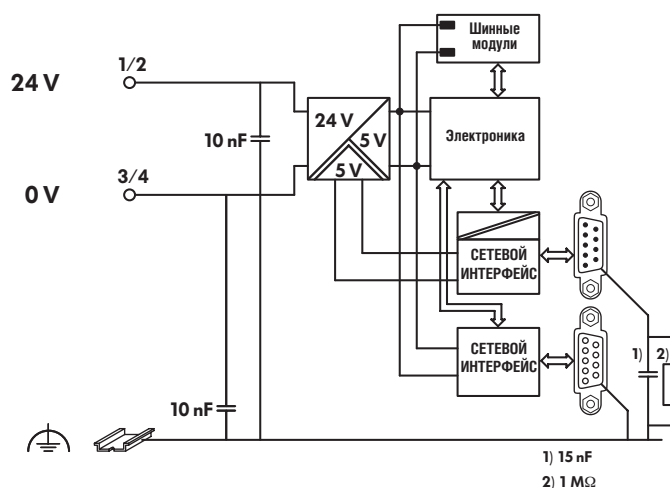 Шинные
модули
24 V
1/2
10 nF
24 V
5 V
5 V
Электроника
0 V
3/4
СЕТЕВОЙ
ИНТЕРФЕЙС
СЕТЕВОЙ
ИНТЕРФЕЙС
1)
2)
10 nF
1) 15 nF
2) 1 MΩ